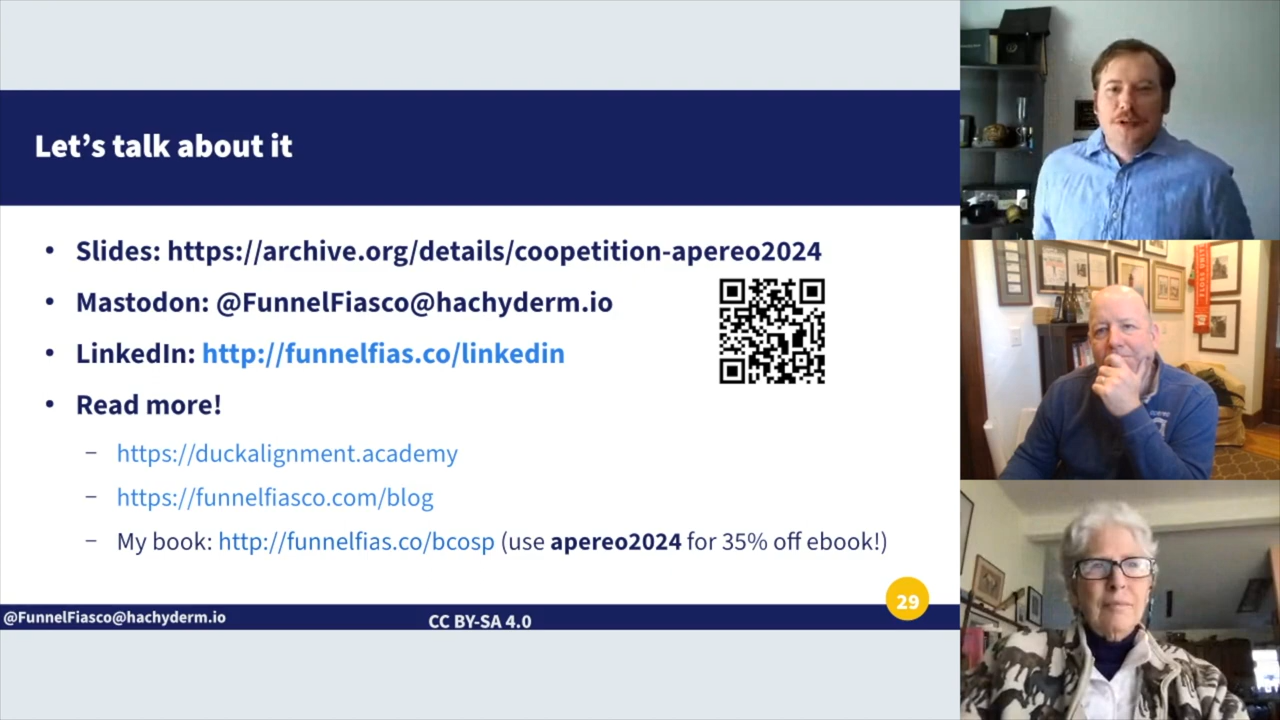 Let's talk about it
• Slides: https://archive.org/details/coopetition-apereo2024
• Mastodon: @FunnelFiasco@hachyderm.io
• LinkedIn: http://funnelfias.co/linkedin
• Read more!
– https://duckalignment.academy
– https://funnelfiasco.com/blog
– My book: http://funnelfias.co/bcosp (use apereo2024 for 35% off ebook!)
29
@FunnelFiasco@hachyderm.io
CC BY-SA 4.0